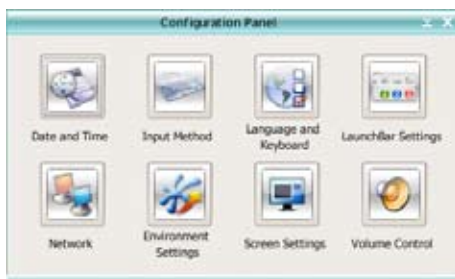 Configuration Panel
Date and Time
Input Method
Language and
Keyboard
LaunchBar Settings
Network
Environment
Settings
Screen Settings
Volume Control